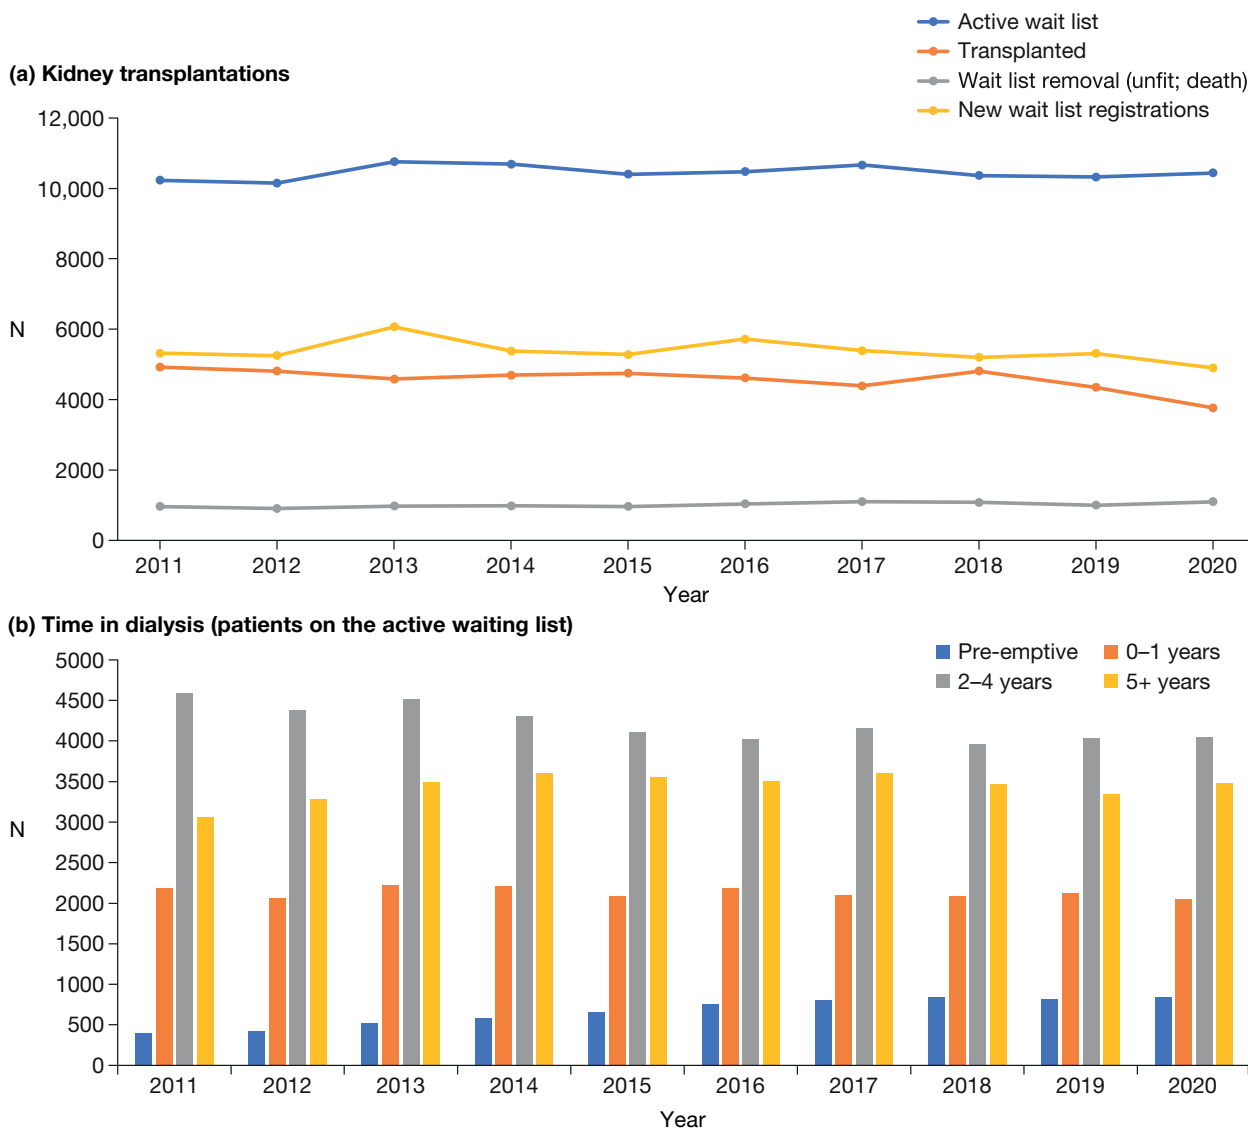 Active wait list
Transplanted
Wait list removal (unfit; death)
New wait list registrations
(a) Kidney transplantations
12,000
10,000
8000
6000
4000
2000
0
N
2011 2012 2013 2014 2015 2016 2017 2018 2019 2020
Year
(b) Time in dialysis (patients on the active waiting list)
Pre-emptive 0–1 years
2–4 years 5+ years
5000
4500
4000
3500
3000
2500
2000
1500
1000
500
0
N
2011 2012 2013 2014 2015 2016 2017 2018 2019 2020
Year